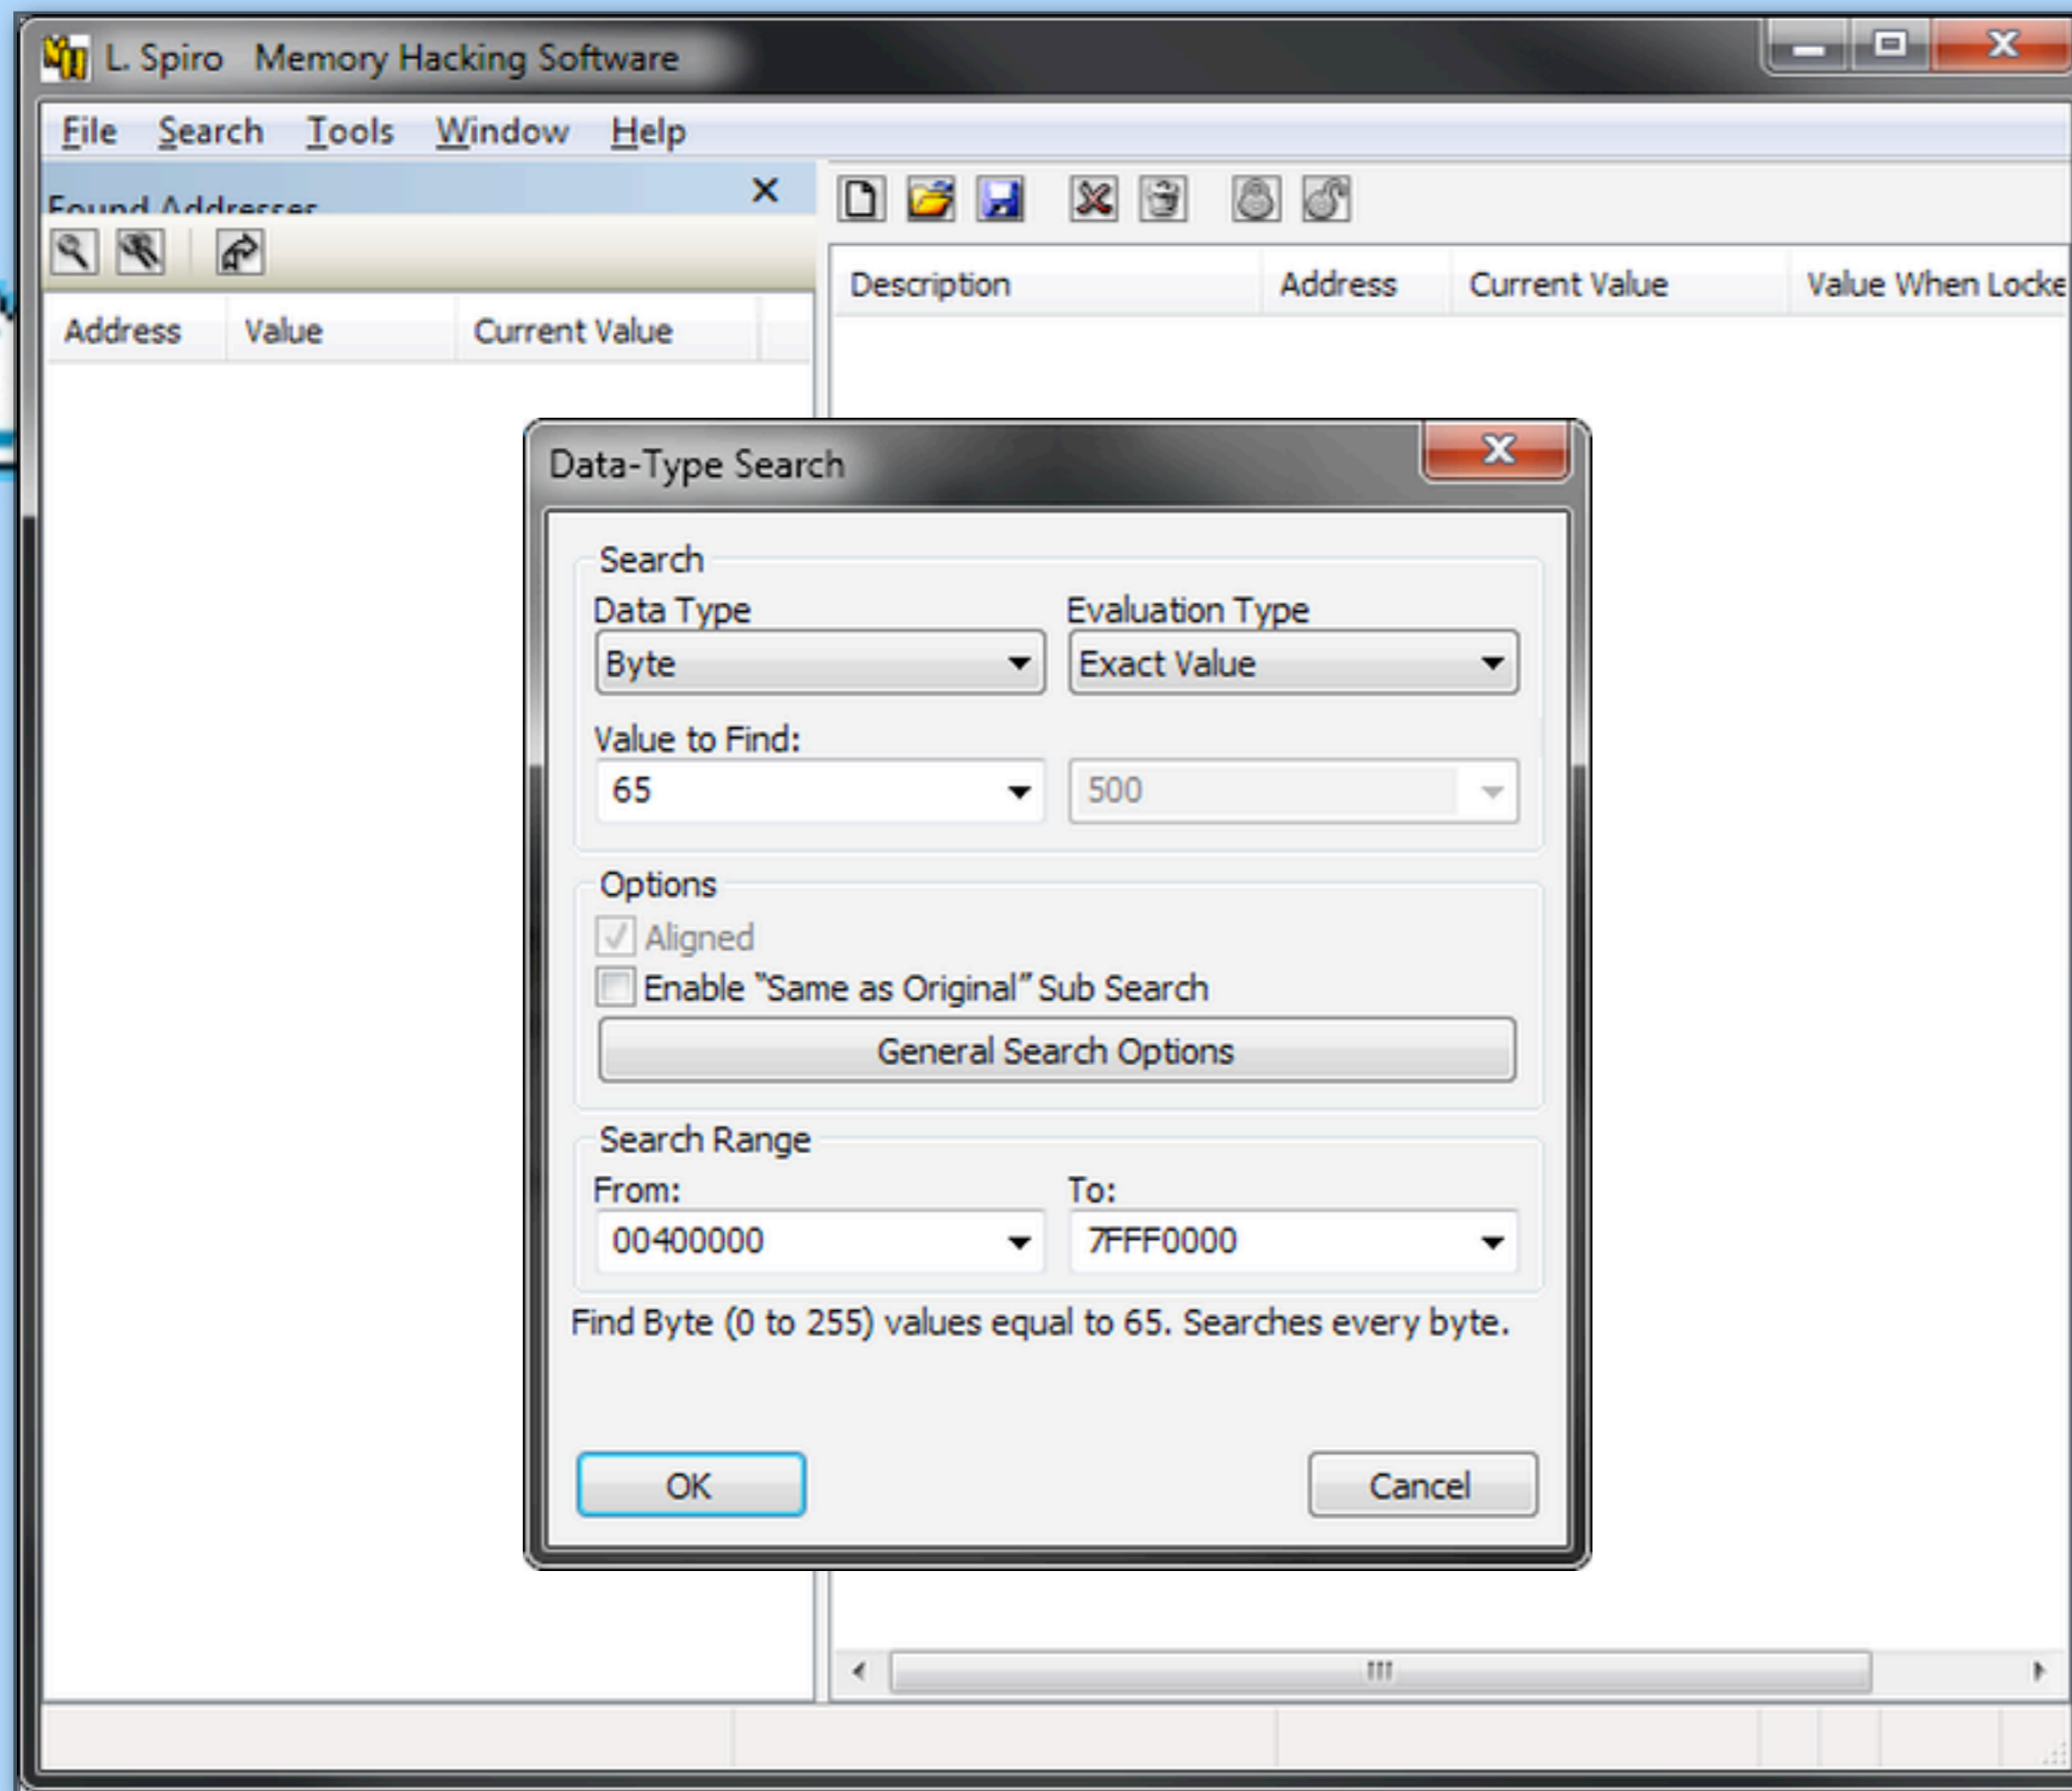 L. Spiro   Memory Hacking Software
File Search Tools Window Help
Found Addresses
Address Value Current Value
Description Address Current Value Value When Locke
Data-Type Search
Search
Data Type Evaluation Type
Byte Exact Value
Value to Find:
65 500
Options
Aligned
Enable “Same as Original” Sub Search
General Search Options
Search Range
From: To:
00400000 7FFF0000
Find Byte (0 to 255) values equal to 65. Searches every byte.
OK Cancel